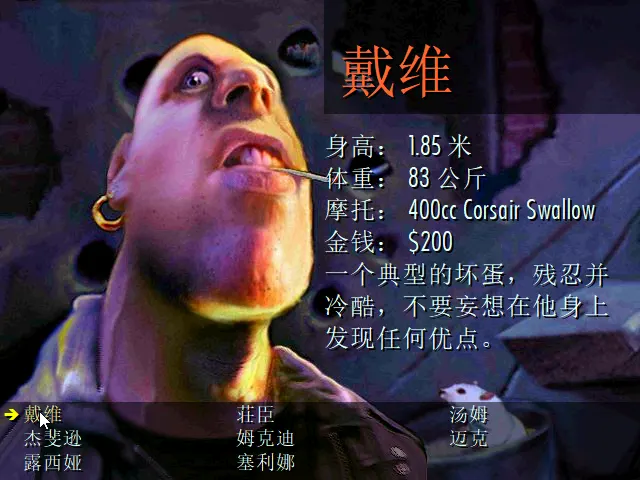 戴维
身高： 1.85 米
体重： 83 公斤
摩托： 400cc Corsair Swallow
金钱： $200
一个典型的坏蛋，残忍并
冷酷，不要妄想在他身上
发现任何优点。
戴维 荘臣 汤姆
杰斐逊 姆克迪 迈克
露西娅 塞利娜